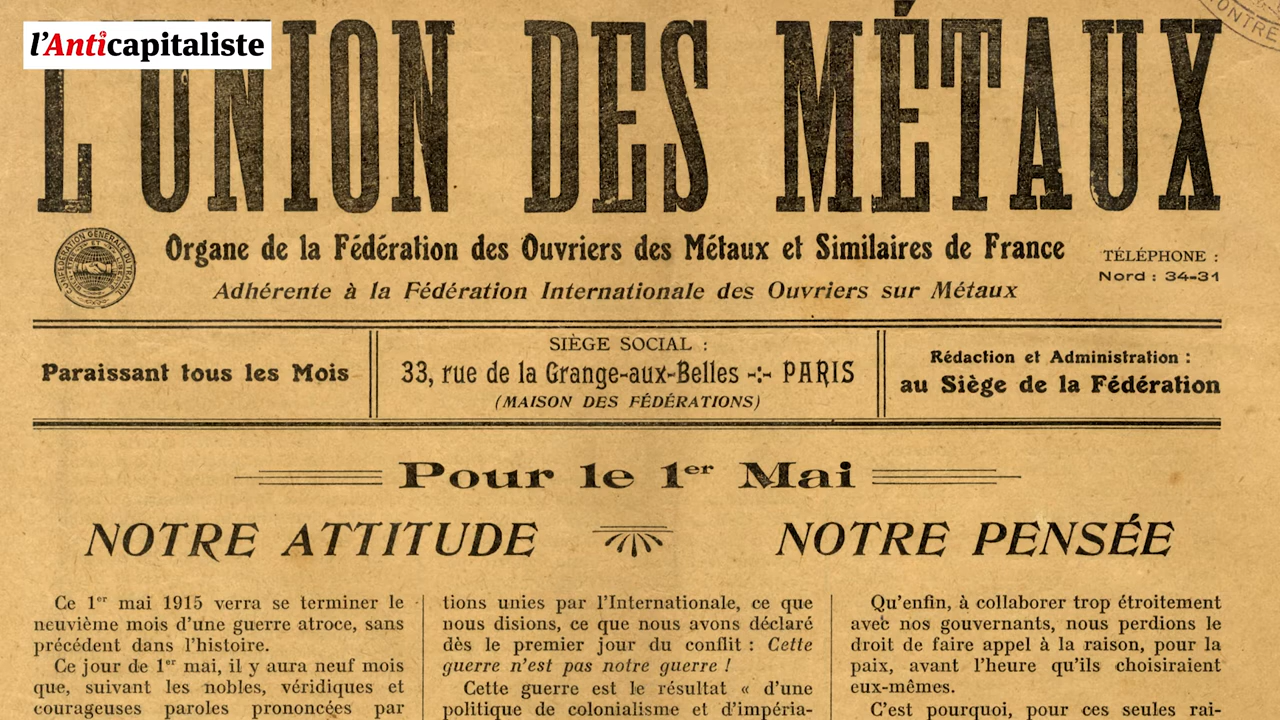 l'Anticapitaliste
L'UNION DES MÉTAUX
CONFÉDÉRATION GÉNÉRALE DU TRAVAIL
Organe de la Fédération des Ouvriers des Métaux et Similaires de France
Adhérente à la Fédération Internationale des Ouvriers sur Métaux
TÉLÉPHONE :
Nord : 34-31
Paraissant tous les Mois
SIÈGE SOCIAL :
33, rue de la Grange-aux-Belles -:- PARIS
(MAISON DES FÉDÉRATIONS)
Rédaction et Administration :
au Siège de la Fédération
Pour le 1er Mai
NOTRE ATTITUDE
NOTRE PENSÉE
Ce 1er mai 1915 verra se terminer le
neuvième mois d'une guerre atroce, sans
précédent dans l'histoire.
Ce jour de 1er mai, il y aura neuf mois
que, suivant les nobles, véridiques et
courageuses paroles prononcées par
tions unies par l'Internationale, ce que
nous disions, ce que nous avons déclaré
dès le premier jour du conflit : Cette
guerre n'est pas notre guerre !
Cette guerre est le résultat « d'une
politique de colonialisme et d'impéria-
Qu'enfin, à collaborer trop étroitement
avec nos gouvernants, nous perdions le
droit de faire appel à la raison, pour la
paix, avant l'heure qu'ils choisiraient
eux-mêmes.
C'est pourquoi, pour ces seules rai-